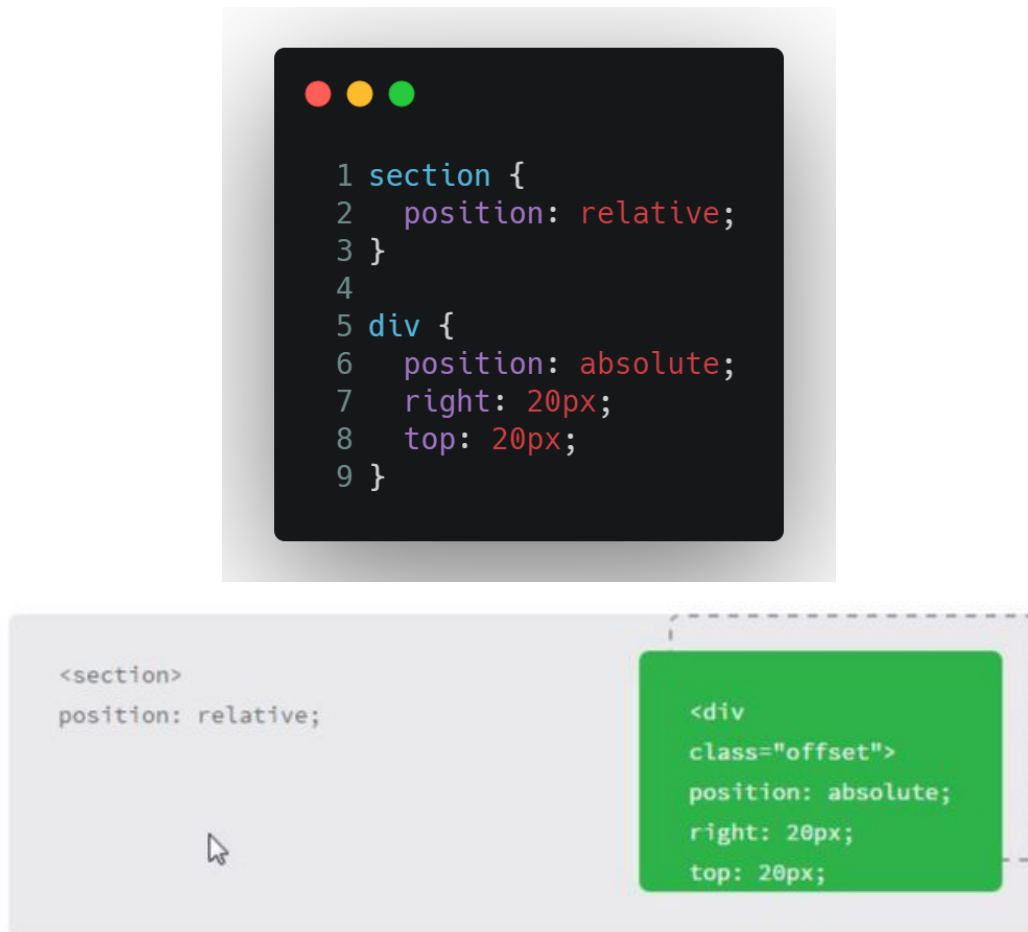 1 section {
2   position: relative;
3 }
4
5 div {
6   position: absolute;
7   right: 20px;
8   top: 20px;
9 }
<section>
position: relative;
<div
class="offset">
position: absolute;
right: 20px;
top: 20px;